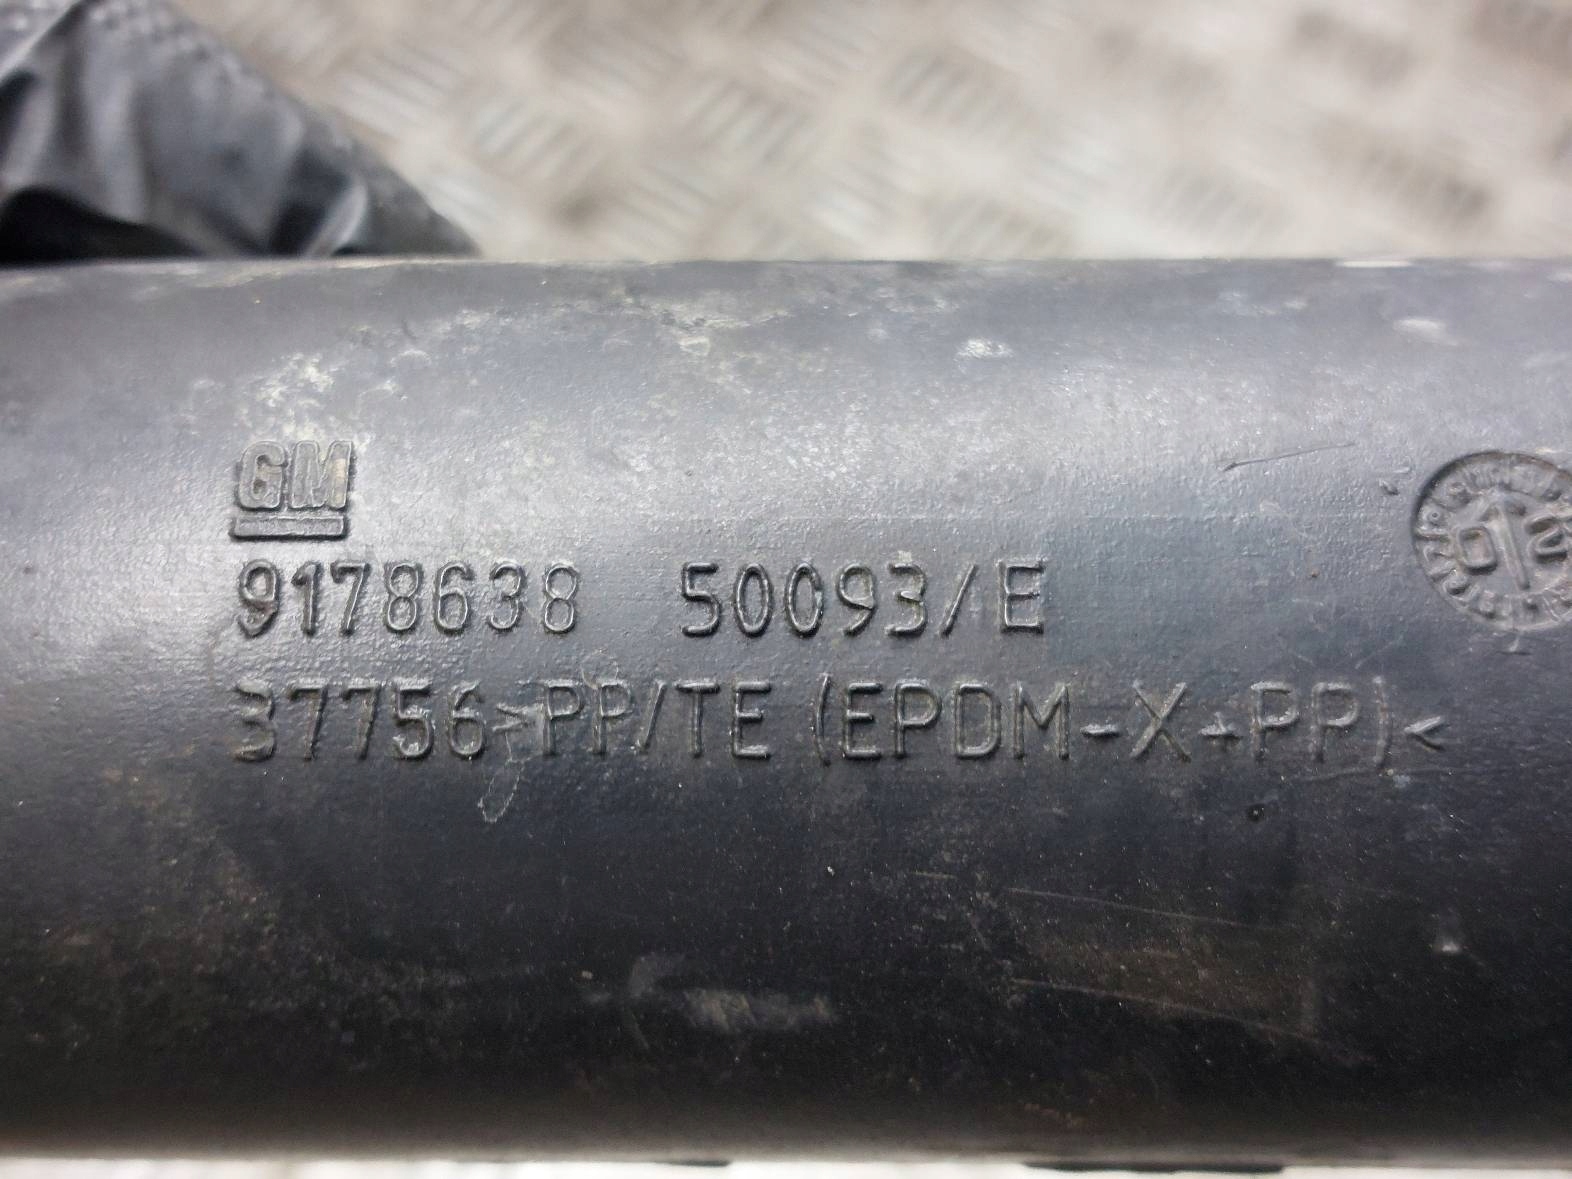 GM
9178638 50093/E
37756>PP/TE (EPDM-X+PP)<